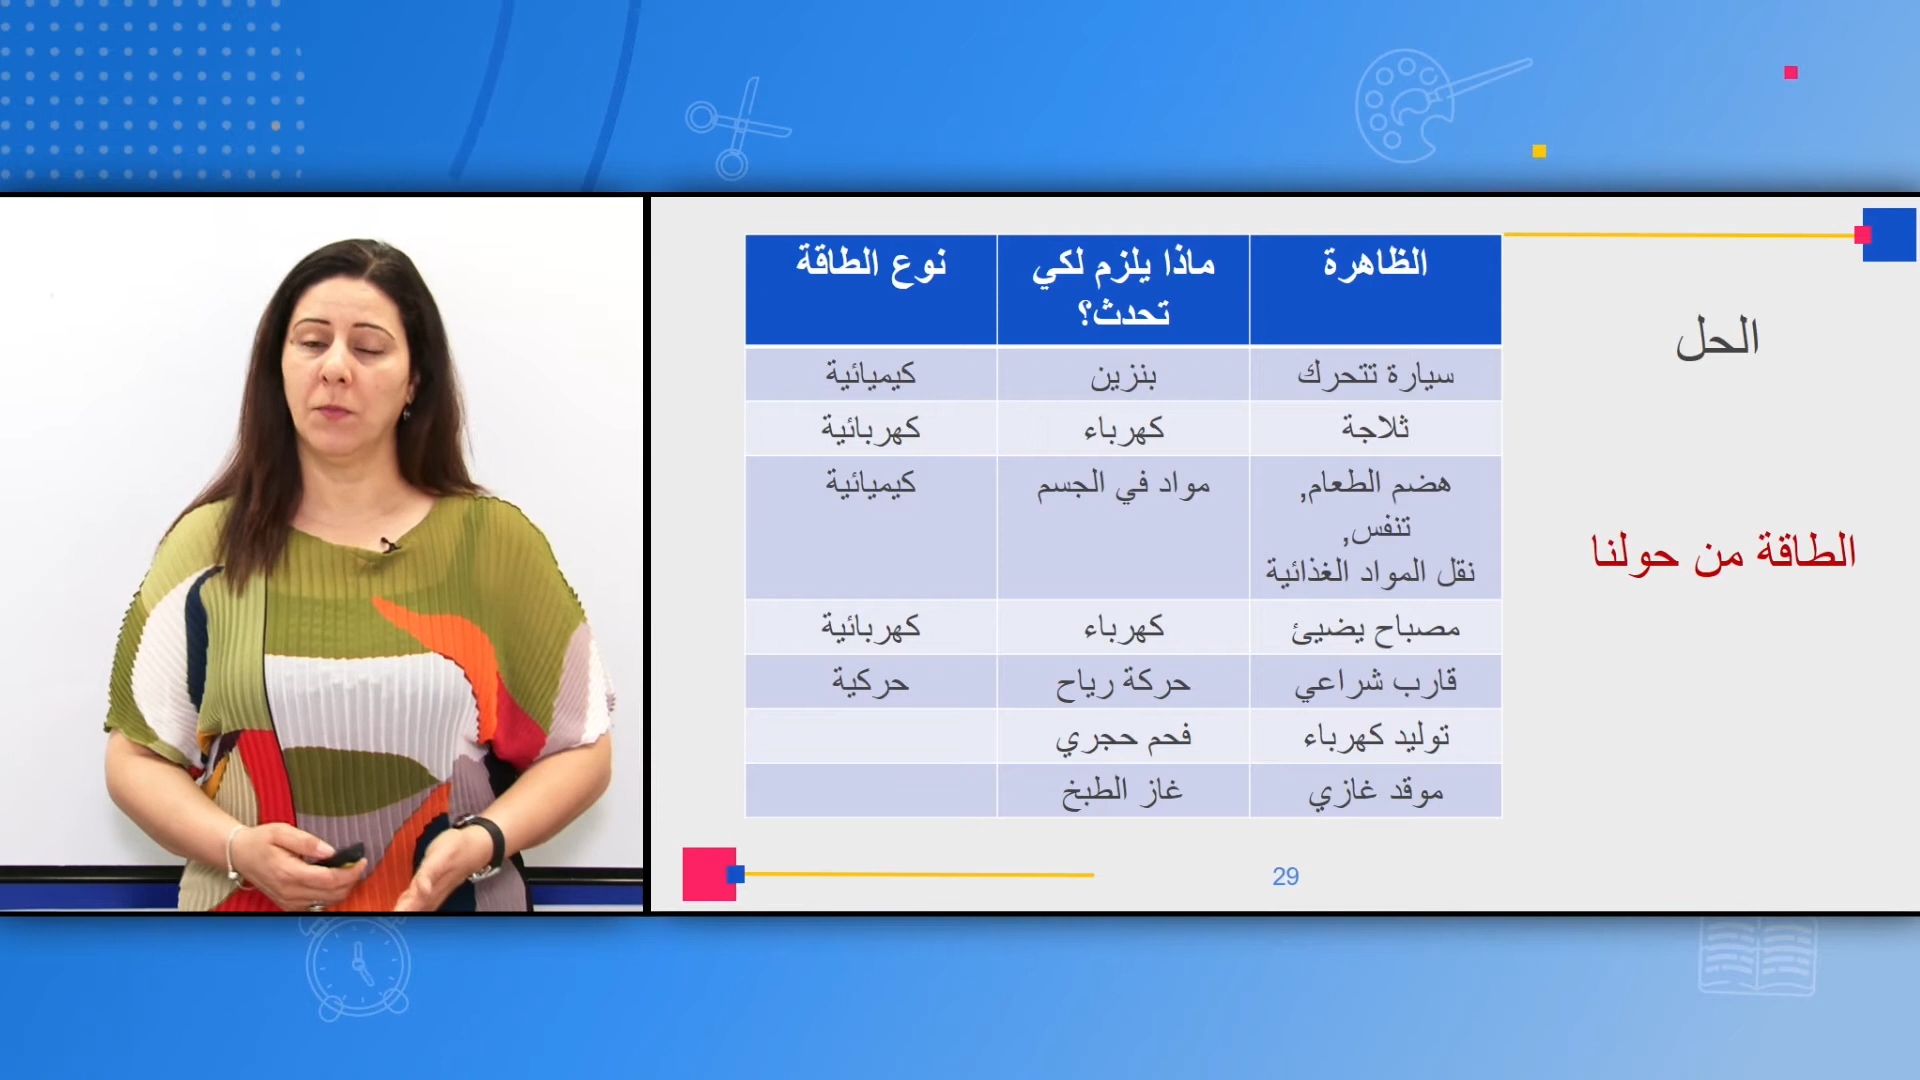 الحل
الطاقة من حولنا
الظاهرة
ماذا يلزم لكي
تحدث؟
نوع الطاقة
سيارة تتحرك
بنزين
كيميائية
ثلاجة
كهرباء
كهربائية
هضم الطعام,
تنفس,
نقل المواد الغذائية
مواد في الجسم
كيميائية
مصباح يضيئ
كهرباء
كهربائية
قارب شراعي
حركة رياح
حركية
توليد كهرباء
فحم حجري
موقد غازي
غاز الطبخ
29